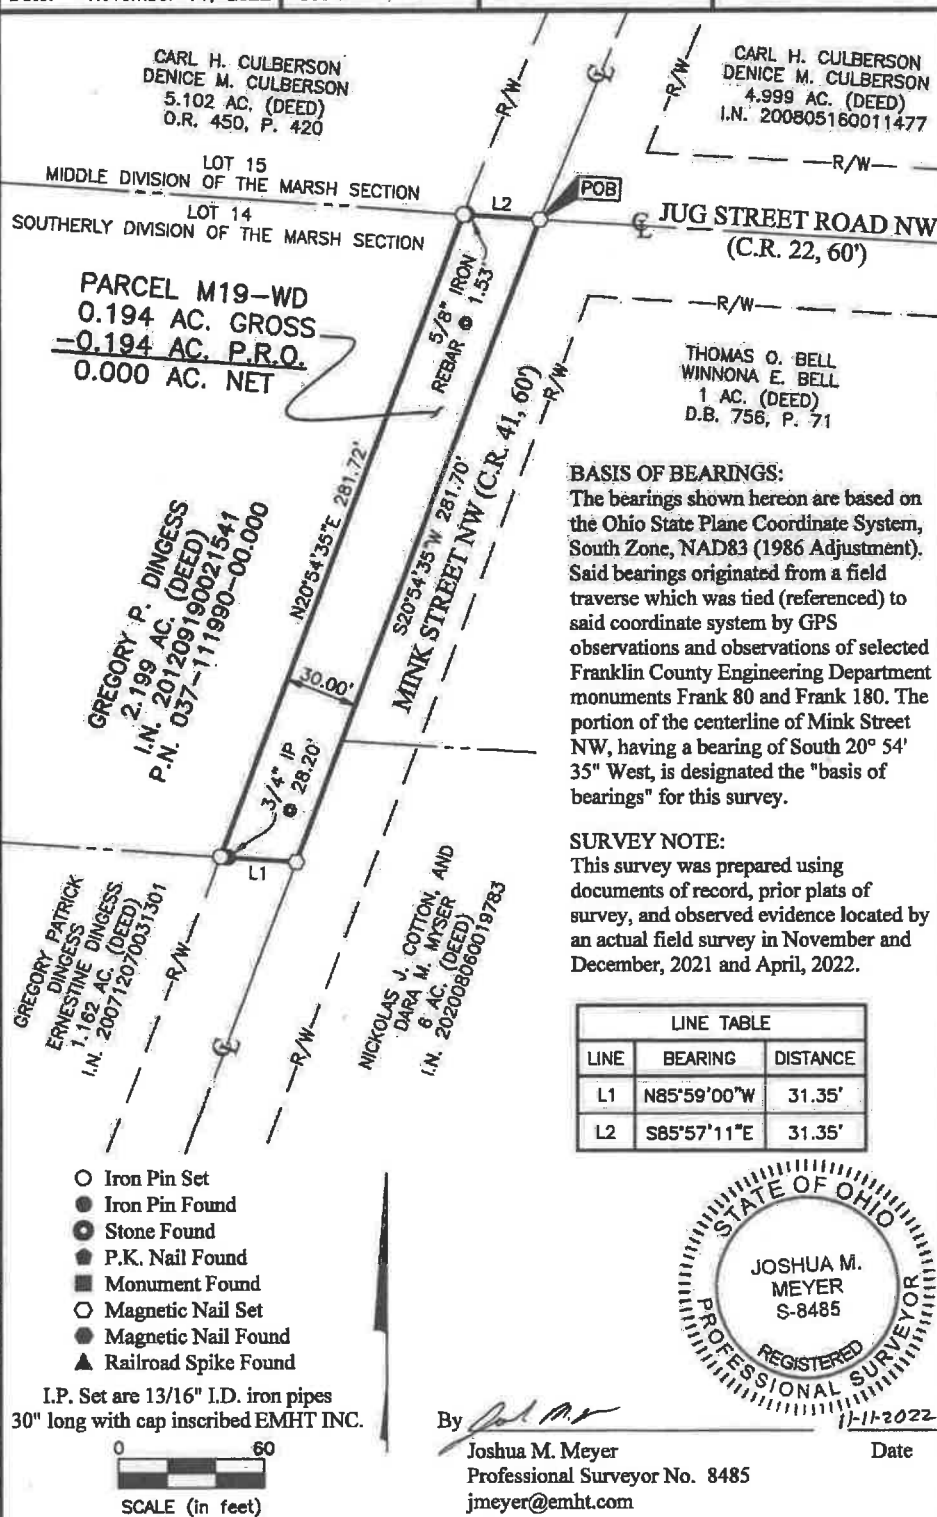 CARL H. CULBERSON
DENICE M. CULBERSON
5.102 AC. (DEED)
O.R. 450, P. 420
R/W
CL
R/W
CARL H. CULBERSON
DENICE M. CULBERSON
4.999 AC. (DEED)
I.N. 200805160011477
R/W
LOT 15
MIDDLE DIVISION OF THE MARSH SECTION
LOT 14
SOUTHERLY DIVISION OF THE MARSH SECTION
L2
POB
CL
JUG STREET ROAD NW
(C.R. 22, 60')
PARCEL M19-WD
0.194 AC. GROSS
-0.194 AC. P.R.O.
0.000 AC. NET
5/8" IRON
REBAR @ 1.53'
R/W
R/W
THOMAS O. BELL
WINNONA E. BELL
1 AC. (DEED)
D.B. 756, P. 71
N20°54'35"E 281.72'
S20°54'35"W 281.70'
MINK STREET NW (C.R. 41, 60')
30.00'
GREGORY P. DINGESS
2.199 AC. (DEED)
I.N. 201209190021541
P.N. 037-111990-00.000
BASIS OF BEARINGS:
The bearings shown hereon are based on
the Ohio State Plane Coordinate System,
South Zone, NAD83 (1986 Adjustment).
Said bearings originated from a field
traverse which was tied (referenced) to
said coordinate system by GPS
observations and observations of selected
Franklin County Engineering Department
monuments Frank 80 and Frank 180. The
portion of the centerline of Mink Street
NW, having a bearing of South 20° 54'
35" West, is designated the "basis of
bearings" for this survey.
3/4" IP
@ 28.20'
L1
SURVEY NOTE:
This survey was prepared using
documents of record, prior plats of
survey, and observed evidence located by
an actual field survey in November and
December, 2021 and April, 2022.
GREGORY PATRICK
DINGESS
ERNESTINE DINGESS
1.162 AC. (DEED)
I.N. 200712070031301
R/W
CL
R/W
NICKOLAS J. COTTON, AND
DARA M. MYSER
6 AC. (DEED)
I.N. 202008060019783
LINE TABLE
LINE BEARING DISTANCE
L1 N85°59'00"W 31.35'
L2 S85°57'11"E 31.35'
Iron Pin Set
Iron Pin Found
Stone Found
P.K. Nail Found
Monument Found
Magnetic Nail Set
Magnetic Nail Found
Railroad Spike Found
I.P. Set are 13/16" I.D. iron pipes
30" long with cap inscribed EMHT INC.
0 60
SCALE (in feet)
STATE OF OHIO
JOSHUA M.
MEYER
S-8485
REGISTERED
PROFESSIONAL SURVEYOR
By
11-11-2022
Joshua M. Meyer
Date
Professional Surveyor No. 8485
jmeyer@emht.com